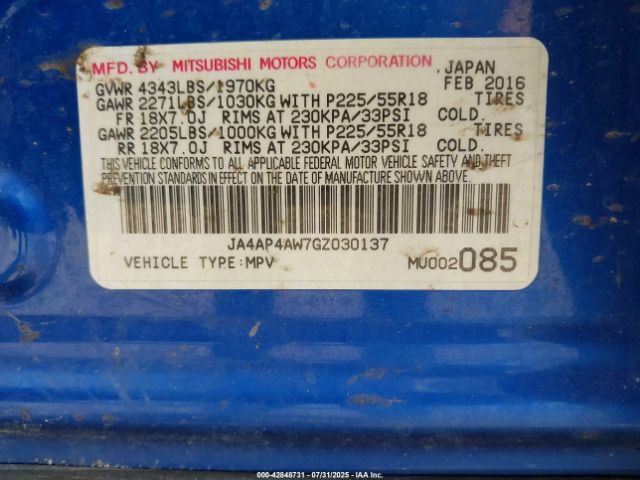 MFD. BY MITSUBISHI MOTORS CORPORATION, JAPAN
GVWR 4343LBS/1970KG FEB 2016
GAWR 2271LBS/1030KG WITH P225/55R18 TIRES
FR 18X7.0J RIMS AT 230KPA/33PSI COLD.
GAWR 2205LBS/1000KG WITH P225/55R18 TIRES
RR 18X7.0J RIMS AT 230KPA/33PSI COLD.
THIS VEHICLE CONFORMS TO ALL APPLICABLE FEDERAL MOTOR VEHICLE SAFETY AND THEFT
PREVENTION STANDARDS IN EFFECT ON THE DATE OF MANUFACTURE SHOWN ABOVE.
JA4AP4AW7GZ030137
VEHICLE TYPE:MPV MU002085
000-42848731 - 07/31/2025 - IAA Inc.